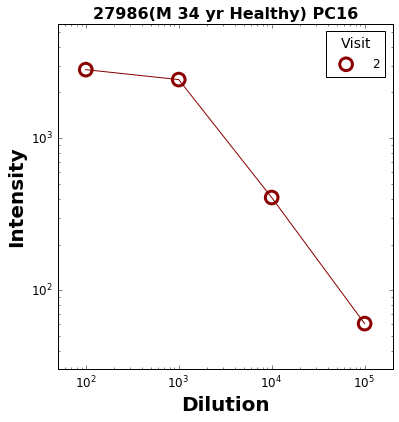 27986(M 34 yr Healthy) PC16
Visit
2
Intensity
10³
10²
10² 10³ 10⁴ 10⁵
Dilution